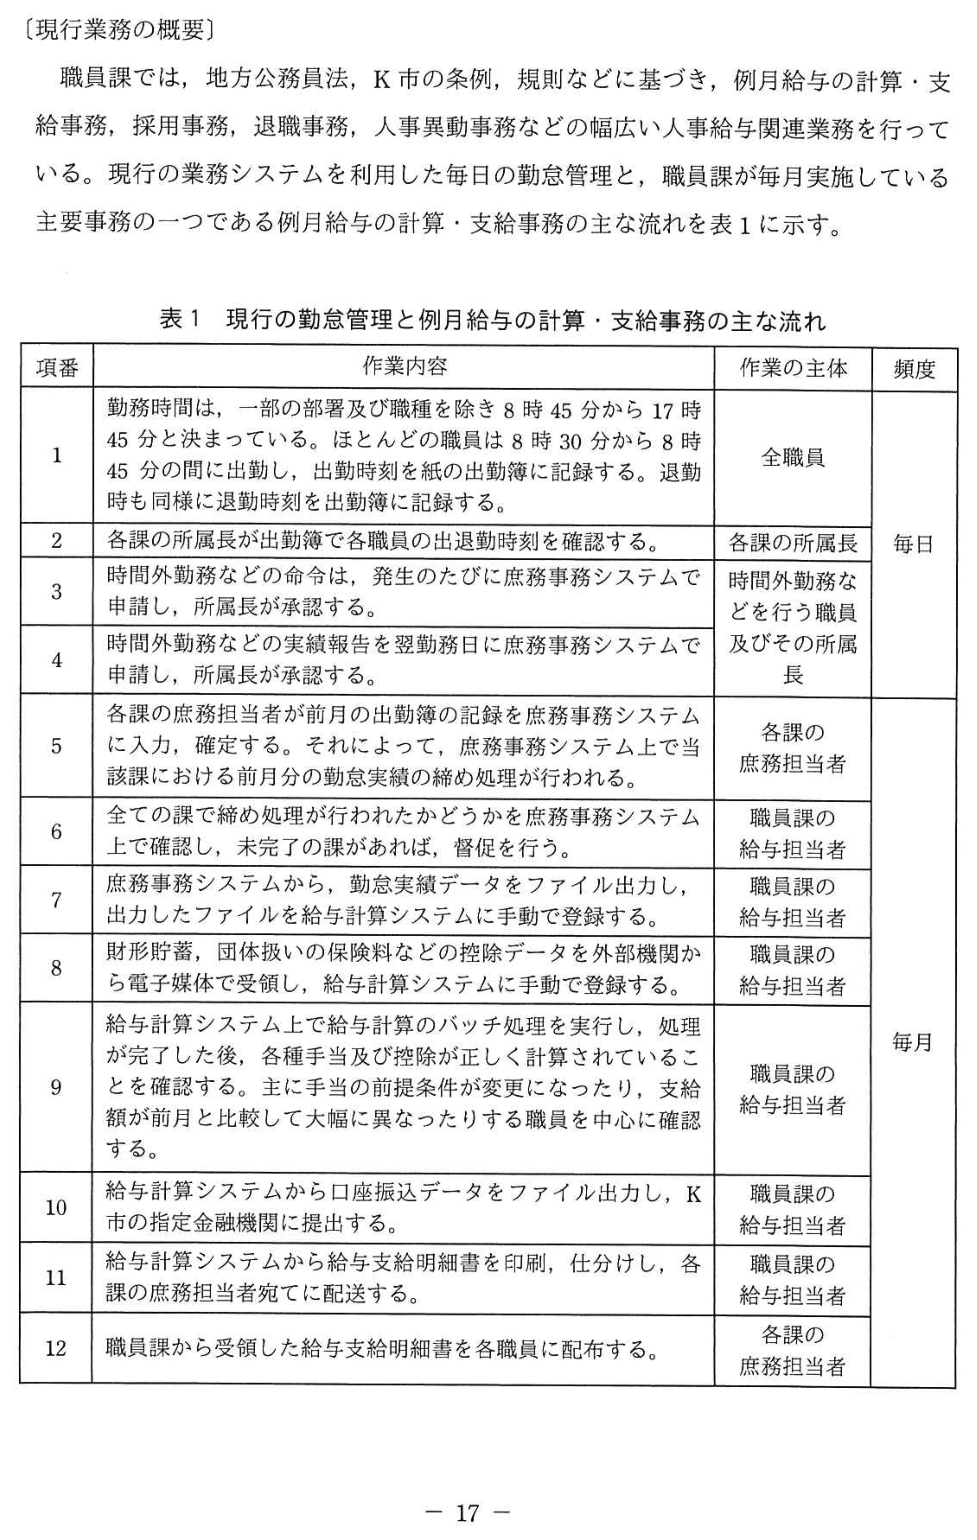 〔現行業務の概要〕
職員課では，地方公務員法，K 市の条例，規則などに基づき，例月給与の計算・支
給事務，採用事務，退職事務，人事異動事務などの幅広い人事給与関連業務を行って
いる。現行の業務システムを利用した毎日の勤怠管理と，職員課が毎月実施している
主要事務の一つである例月給与の計算・支給事務の主な流れを表 1 に示す。
表 1　現行の勤怠管理と例月給与の計算・支給事務の主な流れ
項番　作業内容　作業の主体　頻度
1
勤務時間は，一部の部署及び職種を除き 8 時 45 分から 17 時
45 分と決まっている。ほとんどの職員は 8 時 30 分から 8 時
45 分の間に出勤し，出勤時刻を紙の出勤簿に記録する。退勤
時も同様に退勤時刻を出勤簿に記録する。
全職員
毎日
2
各課の所属長が出勤簿で各職員の出退勤時刻を確認する。
各課の所属長
3
時間外勤務などの命令は，発生のたびに庶務事務システムで
申請し，所属長が承認する。
時間外勤務な
どを行う職員
及びその所属
長
4
時間外勤務などの実績報告を翌勤務日に庶務事務システムで
申請し，所属長が承認する。
5
各課の庶務担当者が前月の出勤簿の記録を庶務事務システム
に入力，確定する。それによって，庶務事務システム上で当
該課における前月分の勤怠実績の締め処理が行われる。
各課の
庶務担当者
毎月
6
全ての課で締め処理が行われたかどうかを庶務事務システム
上で確認し，未完了の課があれば，督促を行う。
職員課の
給与担当者
7
庶務事務システムから，勤怠実績データをファイル出力し，
出力したファイルを給与計算システムに手動で登録する。
職員課の
給与担当者
8
財形貯蓄，団体扱いの保険料などの控除データを外部機関か
ら電子媒体で受領し，給与計算システムに手動で登録する。
職員課の
給与担当者
9
給与計算システム上で給与計算のバッチ処理を実行し，処理
が完了した後，各種手当及び控除が正しく計算されているこ
とを確認する。主に手当の前提条件が変更になったり，支給
額が前月と比較して大幅に異なったりする職員を中心に確認
する。
職員課の
給与担当者
10
給与計算システムから口座振込データをファイル出力し，K
市の指定金融機関に提出する。
職員課の
給与担当者
11
給与計算システムから給与支給明細書を印刷，仕分けし，各
課の庶務担当者宛てに配送する。
職員課の
給与担当者
12
職員課から受領した給与支給明細書を各職員に配布する。
各課の
庶務担当者
－ 17 －